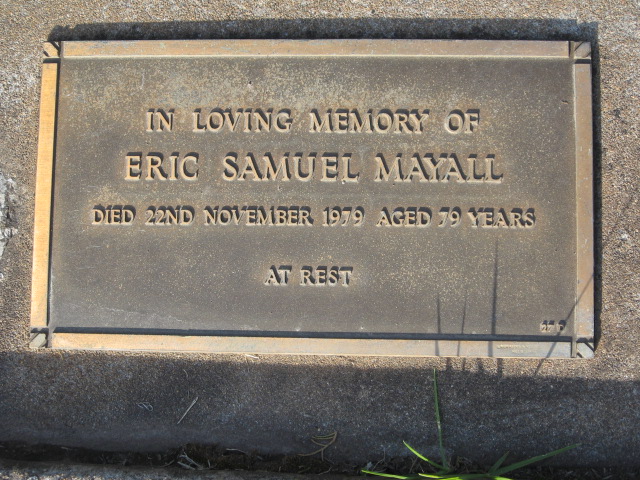 IN LOVING MEMORY OF
ERIC SAMUEL MAYALL
DIED 22ND NOVEMBER 1979 AGED 79 YEARS
AT REST